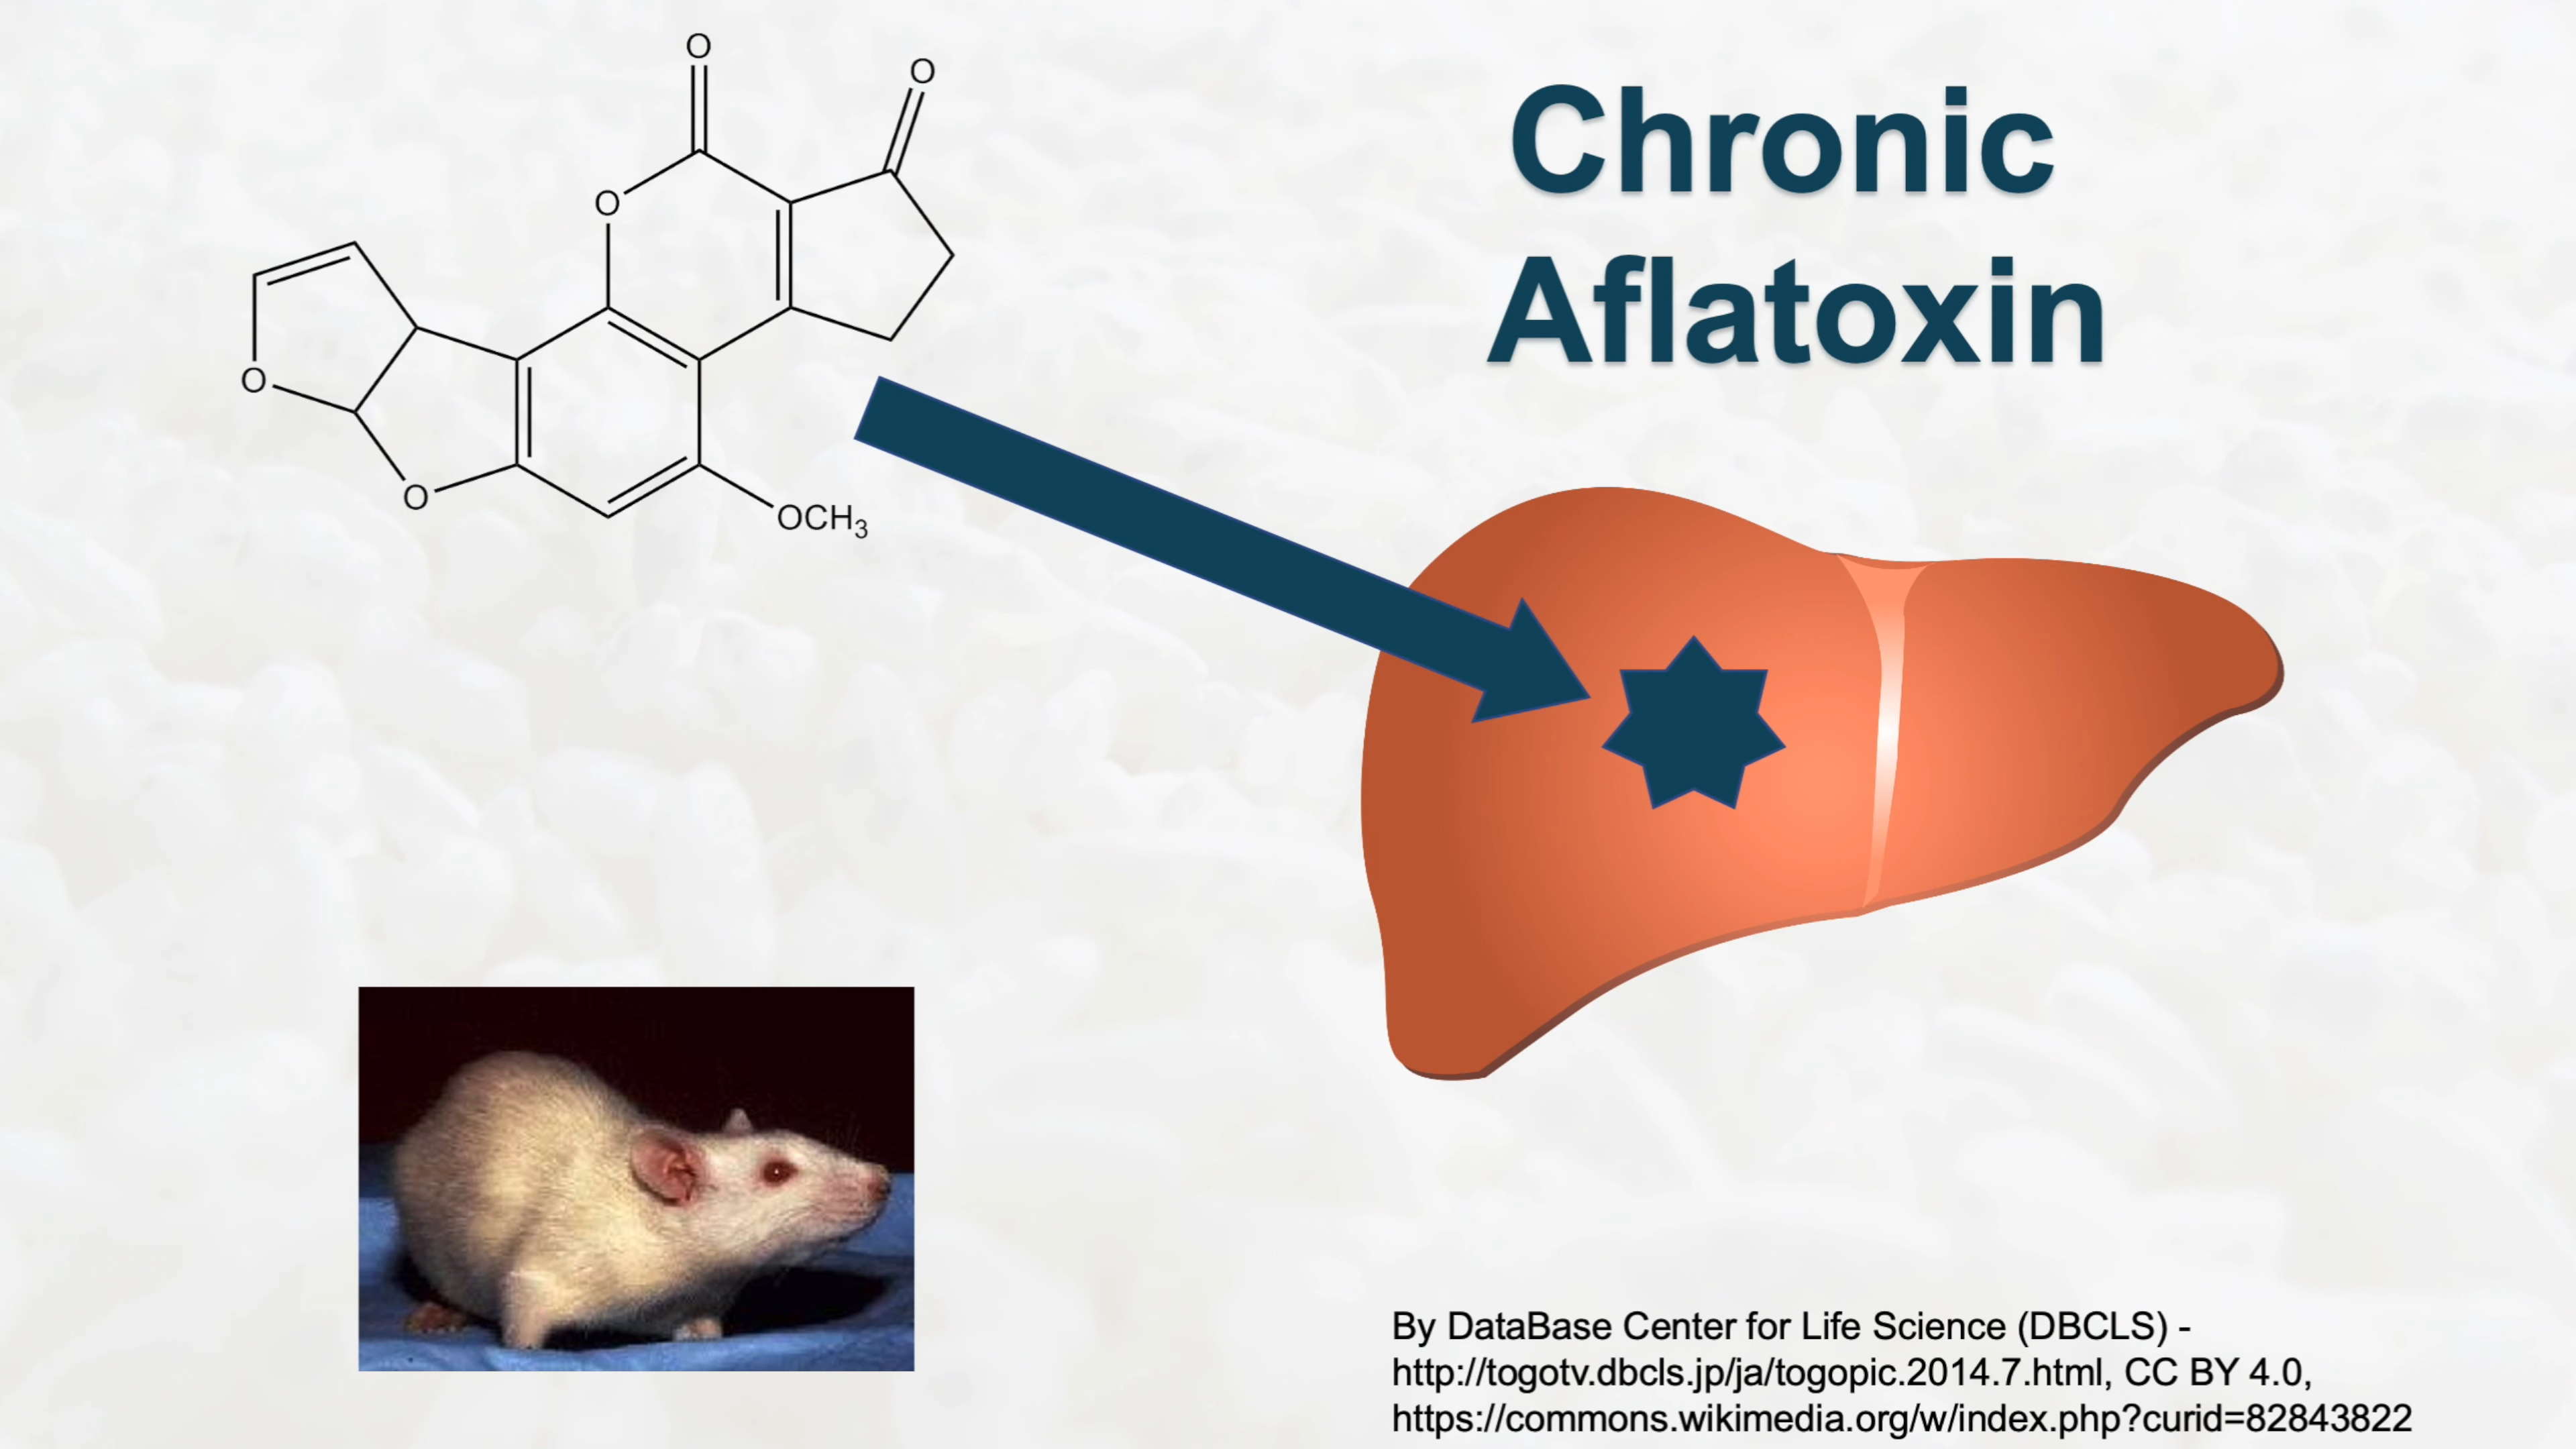 Chronic
Aflatoxin
O
O
O
O
O
OCH3
By DataBase Center for Life Science (DBCLS) -
http://togotv.dbcls.jp/ja/togopic.2014.7.html, CC BY 4.0,
https://commons.wikimedia.org/w/index.php?curid=82843822